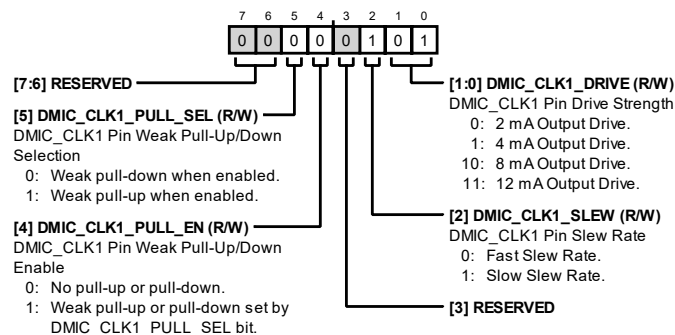 7 6 5 4 3 2 1 0
0 0 0 0 0 1 0 1
[7:6] RESERVED
[5] DMIC_CLK1_PULL_SEL (R/W)
DMIC_CLK1 Pin Weak Pull-Up/Down
Selection
0: Weak pull-down when enabled.
1: Weak pull-up when enabled.
[4] DMIC_CLK1_PULL_EN (R/W)
DMIC_CLK1 Pin Weak Pull-Up/Down
Enable
0: No pull-up or pull-down.
1: Weak pull-up or pull-down set by
DMIC_CLK1_PULL_SEL bit.
[1:0] DMIC_CLK1_DRIVE (R/W)
DMIC_CLK1 Pin Drive Strength
0: 2 mA Output Drive.
1: 4 mA Output Drive.
10: 8 mA Output Drive.
11: 12 mA Output Drive.
[2] DMIC_CLK1_SLEW (R/W)
DMIC_CLK1 Pin Slew Rate
0: Fast Slew Rate.
1: Slow Slew Rate.
[3] RESERVED